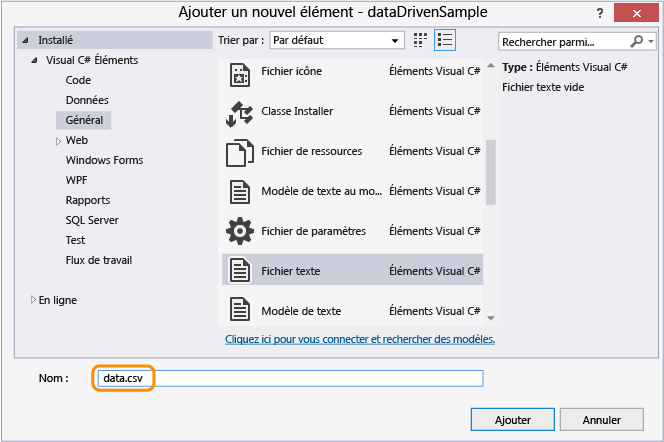 Ajouter un nouvel élément - dataDrivenSample
?
Installé
Trier par :
Par défaut
Rechercher parmi...
Visual C# Éléments
Code
Données
Général
Web
Windows Forms
WPF
Rapports
SQL Server
Test
Flux de travail
En ligne
Fichier icône Éléments Visual C#
Classe Installer Éléments Visual C#
Fichier de ressources Éléments Visual C#
Modèle de texte au mo... Éléments Visual C#
Fichier de paramètres Éléments Visual C#
Fichier texte Éléments Visual C#
Modèle de texte Éléments Visual C#
Cliquez ici pour vous connecter et rechercher des modèles.
Type : Éléments Visual C#
Fichier texte vide
Nom : data.csv
Ajouter
Annuler